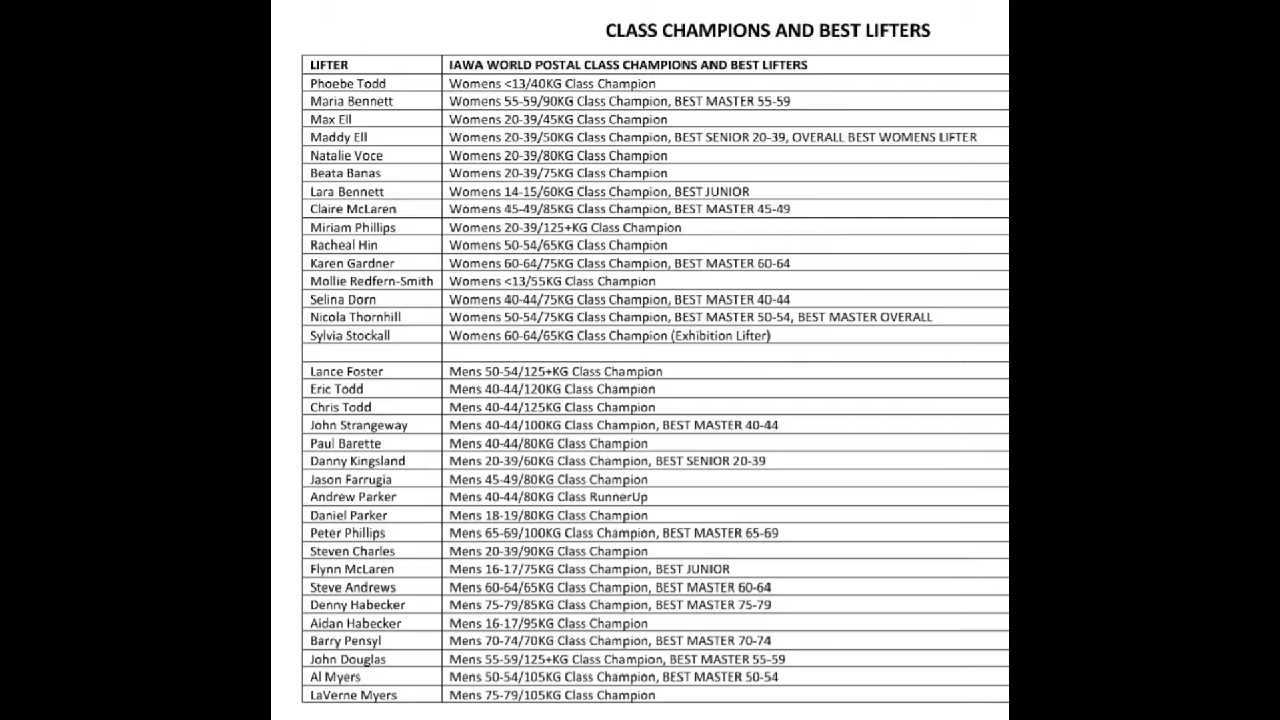 CLASS CHAMPIONS AND BEST LIFTERS
LIFTER IAWA WORLD POSTAL CLASS CHAMPIONS AND BEST LIFTERS
Phoebe Todd Womens <13/40KG Class Champion
Maria Bennett Womens 55-59/90KG Class Champion, BEST MASTER 55-59
Max Ell Womens 20-39/45KG Class Champion
Maddy Ell Womens 20-39/50KG Class Champion, BEST SENIOR 20-39, OVERALL BEST WOMENS LIFTER
Natalie Voce Womens 20-39/80KG Class Champion
Beata Banas Womens 20-39/75KG Class Champion
Lara Bennett Womens 14-15/60KG Class Champion, BEST JUNIOR
Claire McLaren Womens 45-49/85KG Class Champion, BEST MASTER 45-49
Miriam Phillips Womens 20-39/125+KG Class Champion
Racheal Hin Womens 50-54/65KG Class Champion
Karen Gardner Womens 60-64/75KG Class Champion, BEST MASTER 60-64
Mollie Redfern-Smith Womens <13/55KG Class Champion
Selina Dorn Womens 40-44/75KG Class Champion, BEST MASTER 40-44
Nicola Thornhill Womens 50-54/75KG Class Champion, BEST MASTER 50-54, BEST MASTER OVERALL
Sylvia Stockall Womens 60-64/65KG Class Champion (Exhibition Lifter)
Lance Foster Mens 50-54/125+KG Class Champion
Eric Todd Mens 40-44/120KG Class Champion
Chris Todd Mens 40-44/125KG Class Champion
John Strangeway Mens 40-44/100KG Class Champion, BEST MASTER 40-44
Paul Barette Mens 40-44/80KG Class Champion
Danny Kingsland Mens 20-39/60KG Class Champion, BEST SENIOR 20-39
Jason Farrugia Mens 45-49/80KG Class Champion
Andrew Parker Mens 40-44/80KG Class RunnerUp
Daniel Parker Mens 18-19/80KG Class Champion
Peter Phillips Mens 65-69/100KG Class Champion, BEST MASTER 65-69
Steven Charles Mens 20-39/90KG Class Champion
Flynn McLaren Mens 16-17/75KG Class Champion, BEST JUNIOR
Steve Andrews Mens 60-64/65KG Class Champion, BEST MASTER 60-64
Denny Habecker Mens 75-79/85KG Class Champion, BEST MASTER 75-79
Aidan Habecker Mens 16-17/95KG Class Champion
Barry Pensyl Mens 70-74/70KG Class Champion, BEST MASTER 70-74
John Douglas Mens 55-59/125+KG Class Champion, BEST MASTER 55-59
Al Myers Mens 50-54/105KG Class Champion, BEST MASTER 50-54
LaVerne Myers Mens 75-79/105KG Class Champion